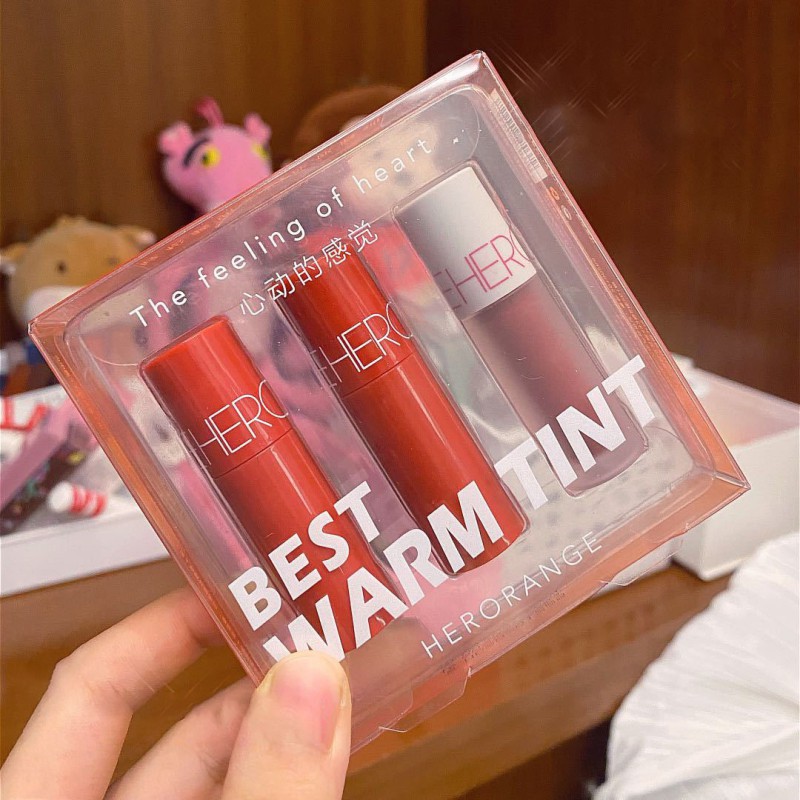 The feeling of heart
心动的感觉
HERO
HERO
HERO
BEST
WARM TINT
HERORANGE